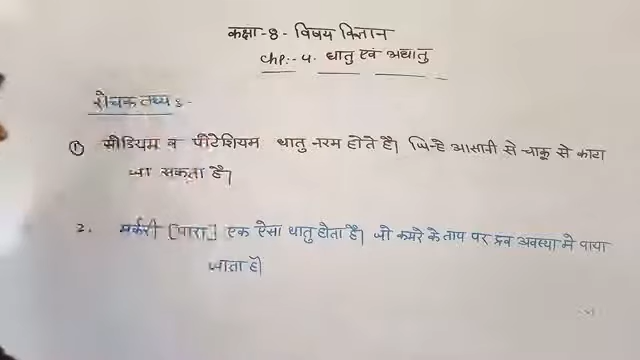 कक्षा-8 - विषय विज्ञान
Chp:- 4. धातु एवं अधातु
रोचक तथ्य :-
① सोडियम व पोटेशियम धातु नरम होते है। जिन्हे आसानी से चाकू से काटा
जा सकता है।
2. मर्करी [पारा] एक ऐसा धातु होता है। जो कमरे के ताप पर द्रव अवस्था मे पाया
जाता है।